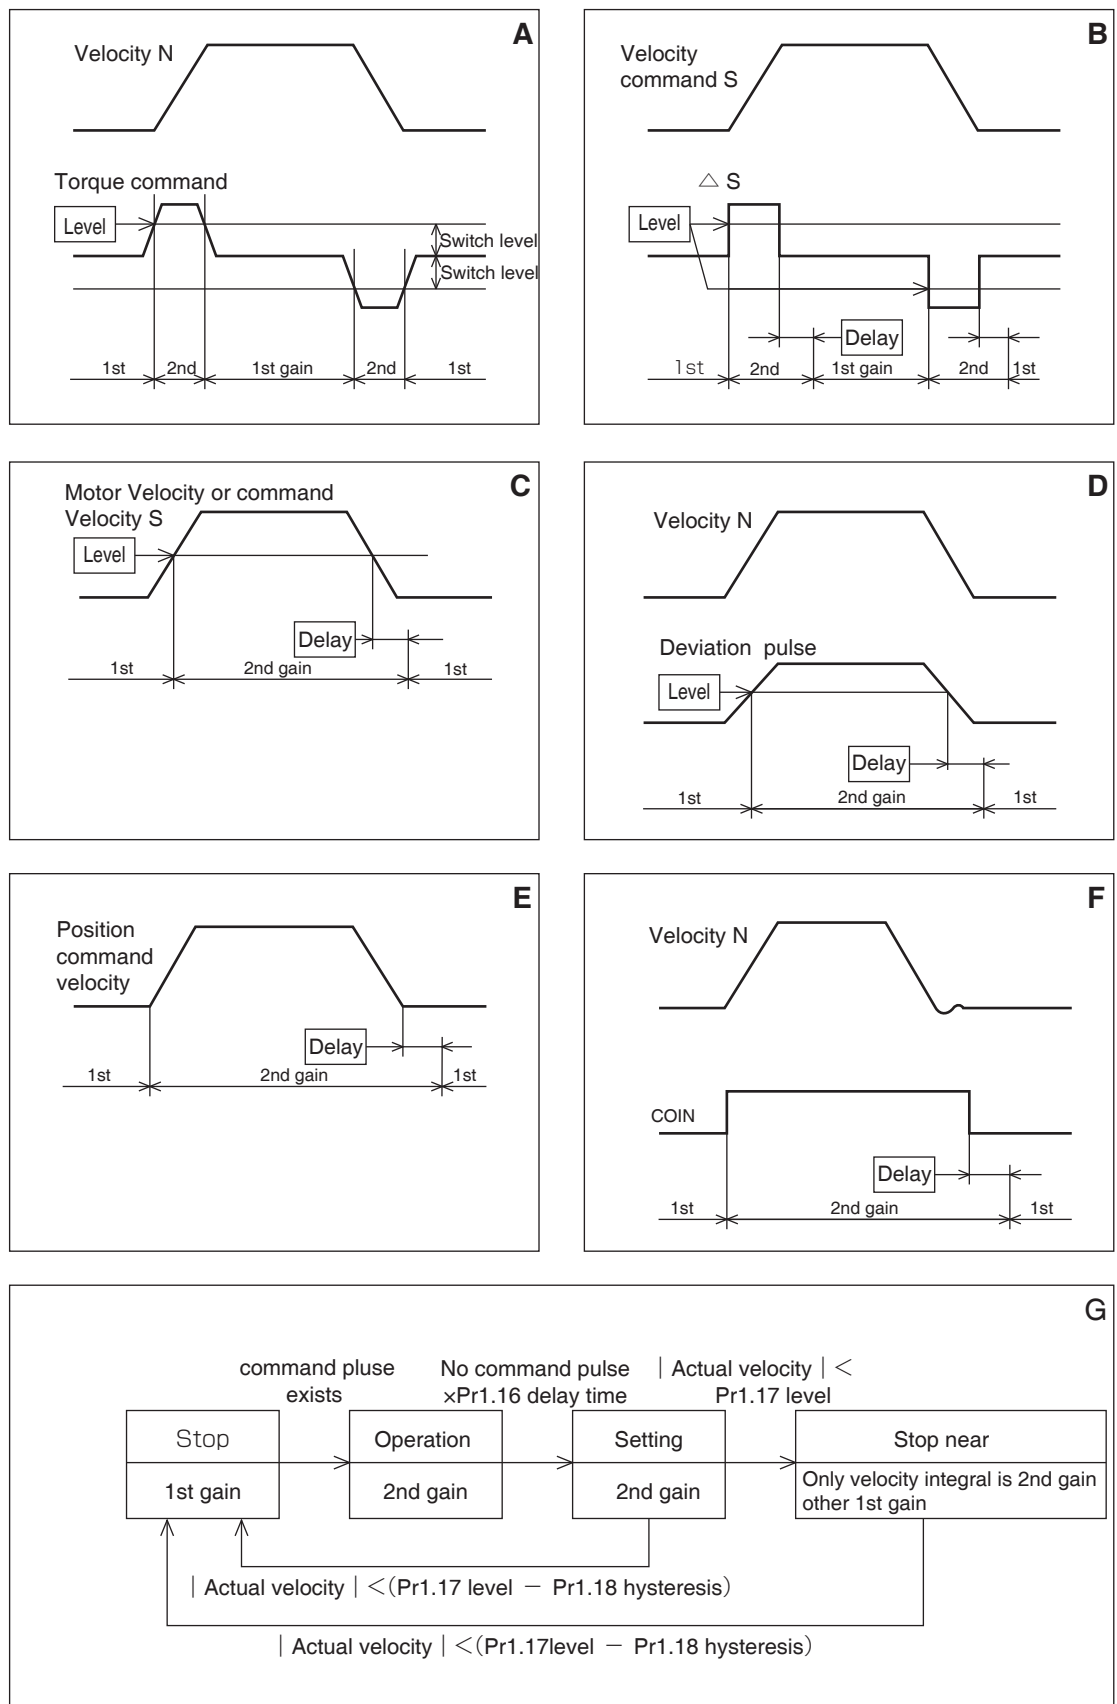 A
Velocity N
Torque command
Level
Switch level
Switch level
1st
2nd
1st gain
2nd
1st
B
Velocity
command S
△ S
Level
Delay
1st
2nd
1st gain
2nd
1st
C
Motor Velocity or command
Velocity S
Level
Delay
1st
2nd gain
1st
D
Velocity N
Deviation pulse
Level
Delay
1st
2nd gain
1st
E
Position
command
velocity
Delay
1st
2nd gain
1st
F
Velocity N
COIN
Delay
1st
2nd gain
1st
G
command pluse
exists
No command pulse
×Pr1.16 delay time
| Actual velocity | <
Pr1.17 level
Stop
1st gain
Operation
2nd gain
Setting
2nd gain
Stop near
Only velocity integral is 2nd gain
other 1st gain
| Actual velocity | <(Pr1.17 level － Pr1.18 hysteresis)
| Actual velocity | <(Pr1.17level － Pr1.18 hysteresis)